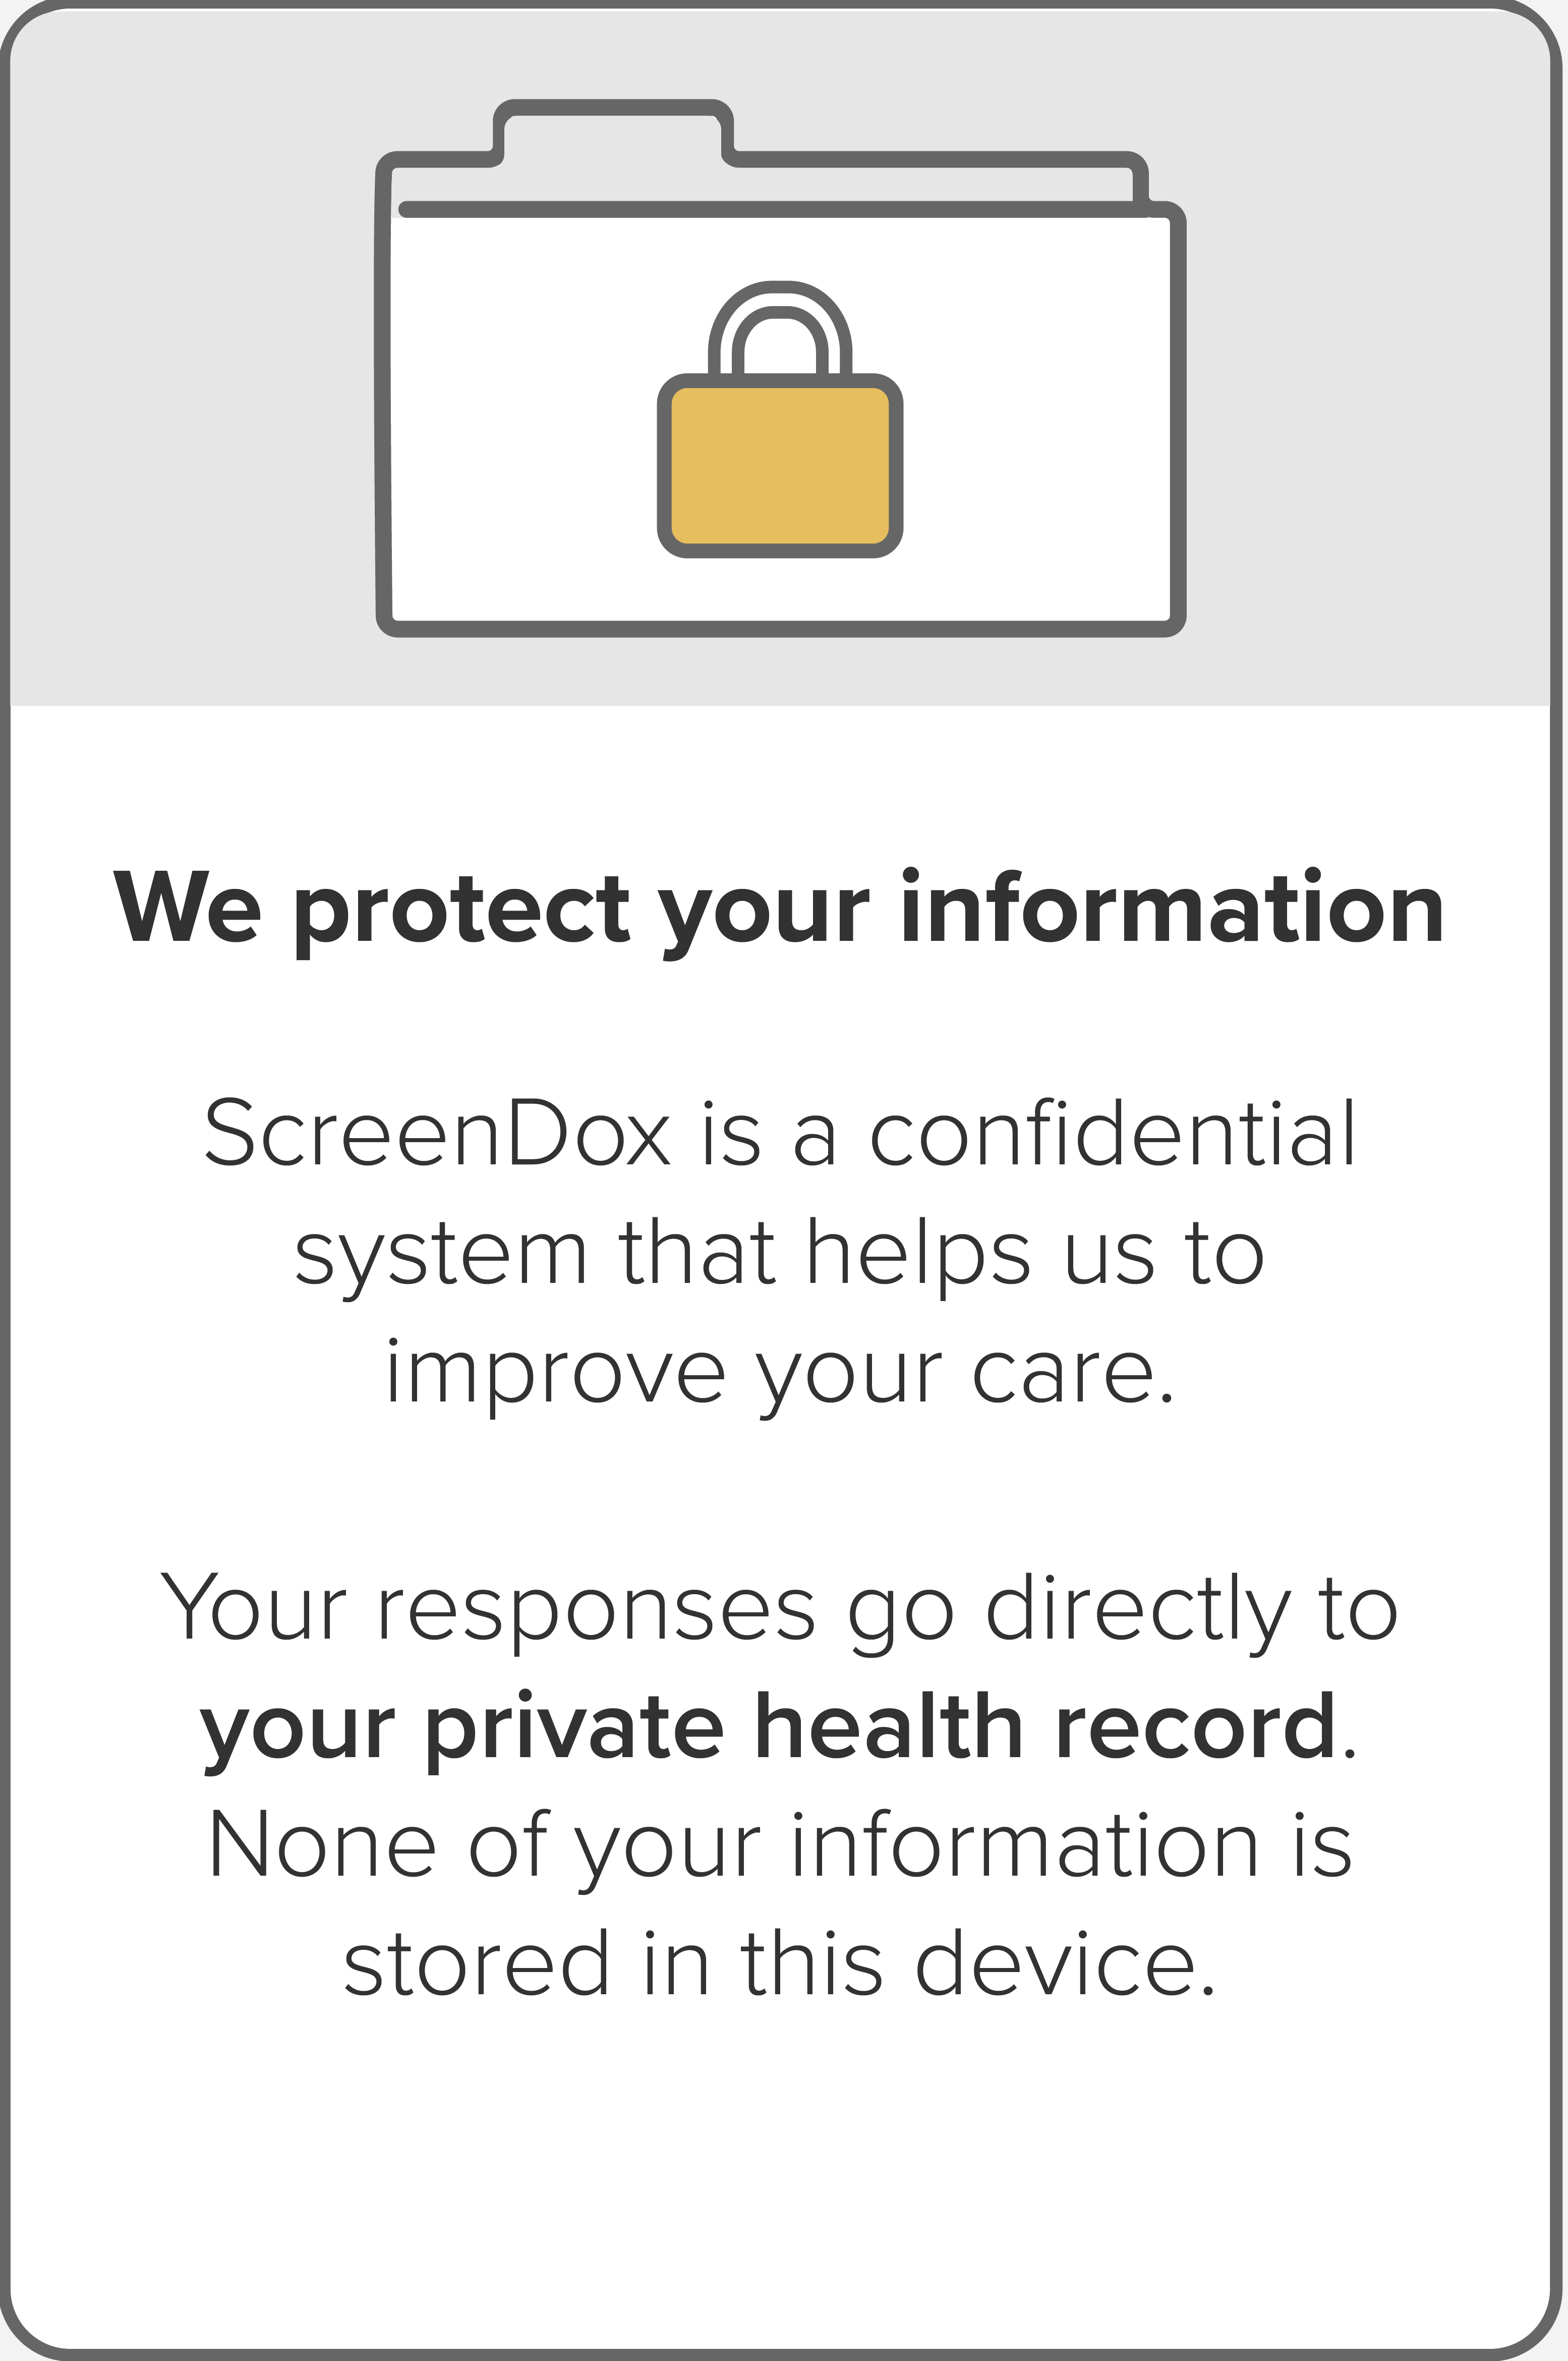 We protect your information
ScreenDox is a confidential
system that helps us to
improve your care.
Your responses go directly to
your private health record.
None of your information is
stored in this device.